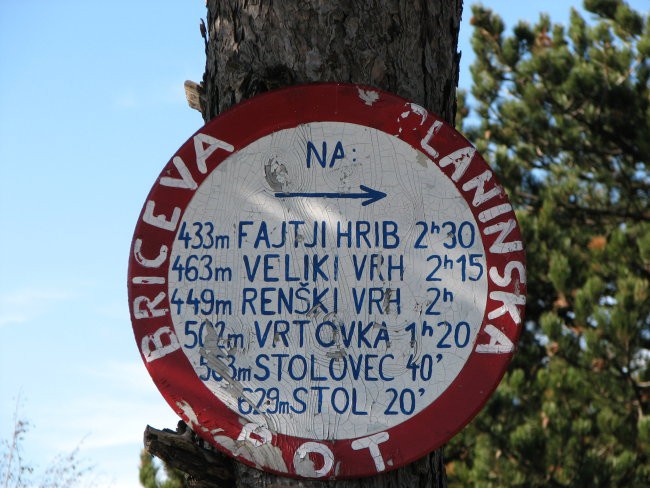 BRICEVA
PLANINSKA
POT
NA:
433m FAJTJI HRIB 2h30
463m VELIKI VRH 2h15
449m RENŠKI VRH 2h
502m VRTOVKA 1h20
563m STOLOVEC 40'
629m STOL 20'